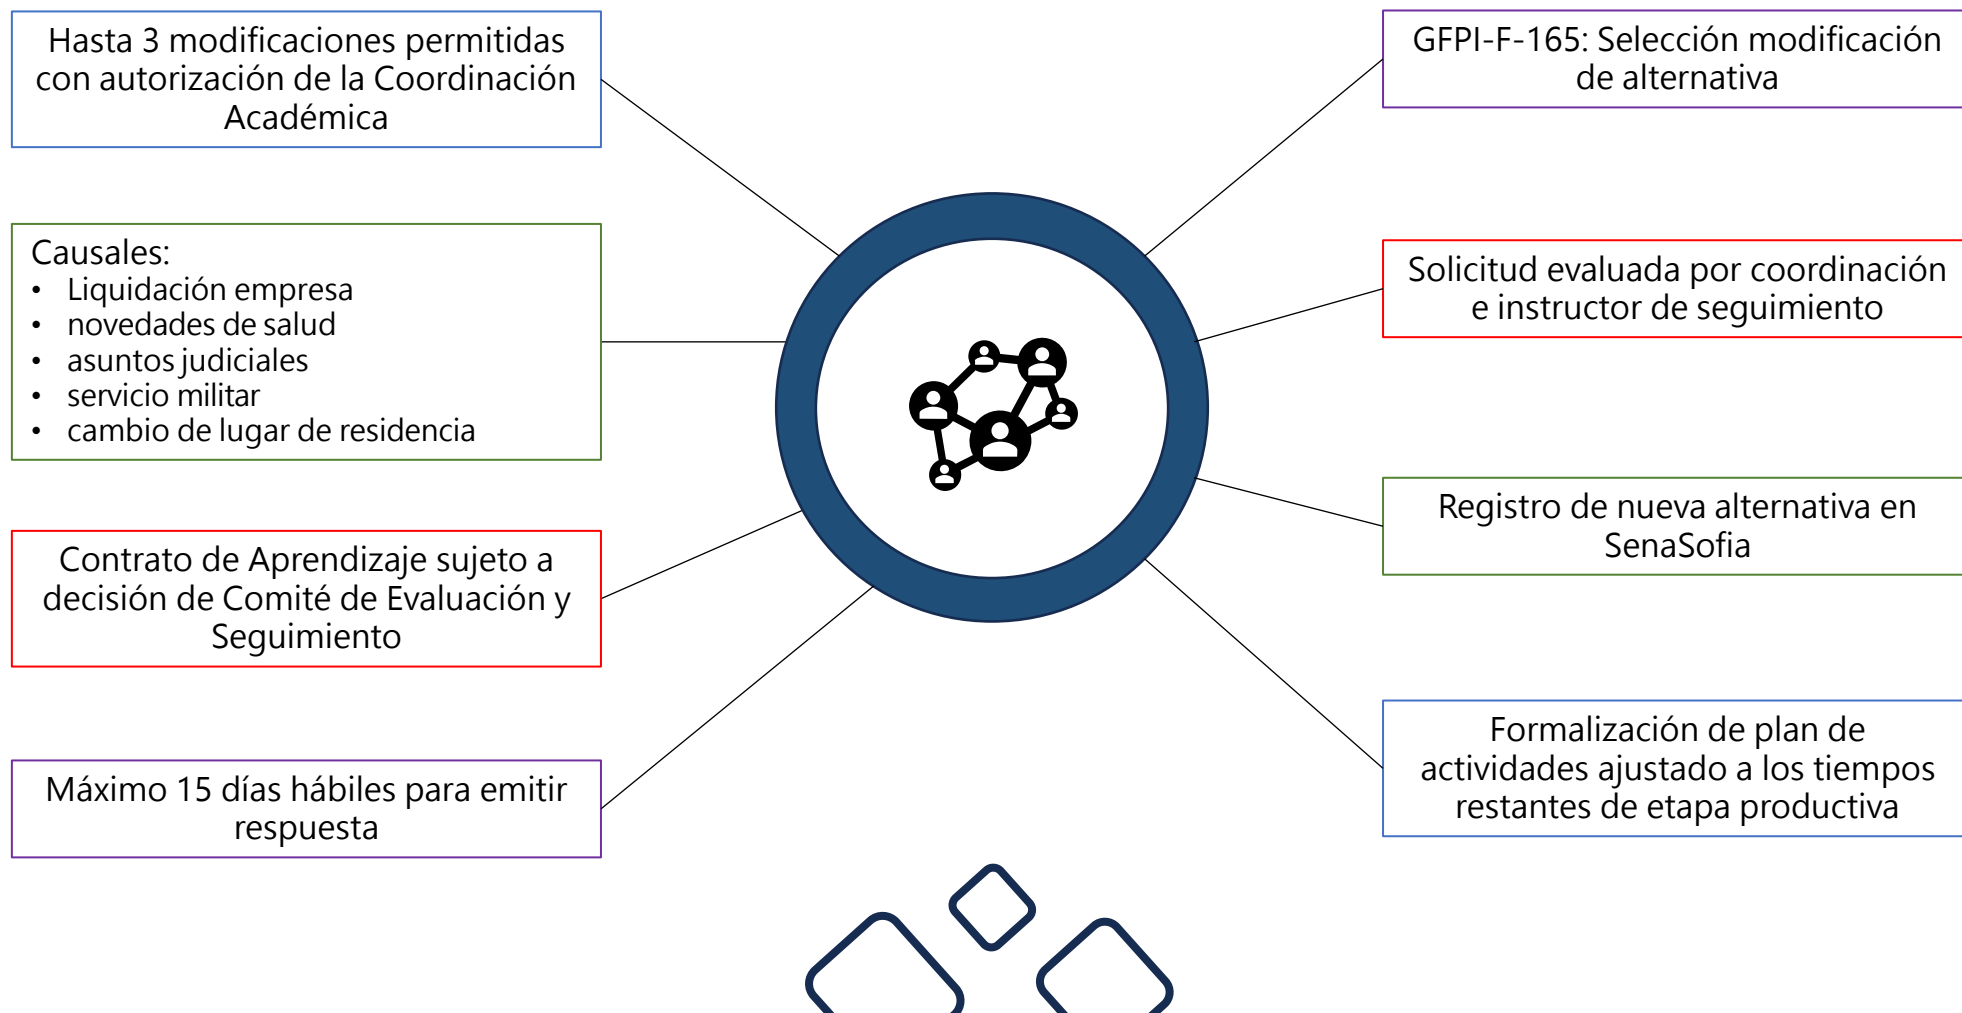 Hasta 3 modificaciones permitidas
con autorización de la Coordinación
Académica
Causales:
• Liquidación empresa
• novedades de salud
• asuntos judiciales
• servicio militar
• cambio de lugar de residencia
Contrato de Aprendizaje sujeto a
decisión de Comité de Evaluación y
Seguimiento
Máximo 15 días hábiles para emitir
respuesta
GFPI-F-165: Selección modificación
de alternativa
Solicitud evaluada por coordinación
e instructor de seguimiento
Registro de nueva alternativa en
SenaSofia
Formalización de plan de
actividades ajustado a los tiempos
restantes de etapa productiva